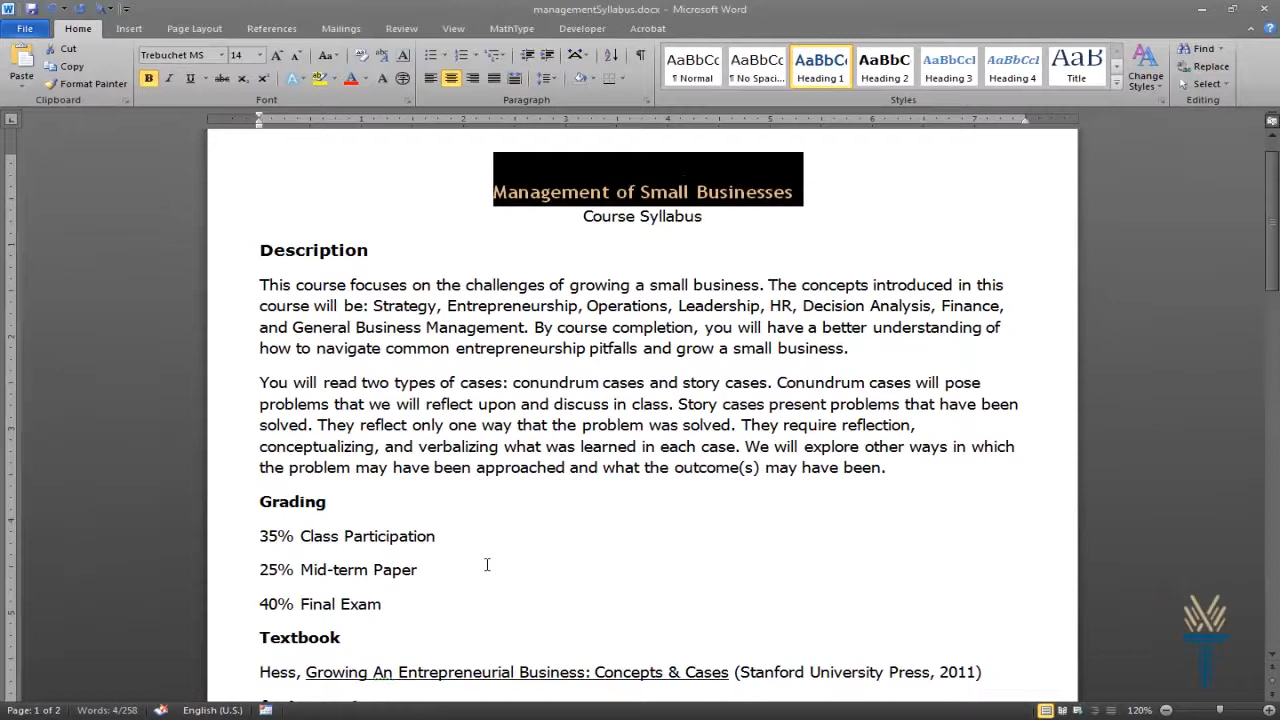 managementSyllabus.docx - Microsoft Word
File Home Insert Page Layout References Mailings Review View Developer MathType Acrobat
Paste Cut Copy Format Painter Clipboard
Trebuchet MS 14 Font
Paragraph
AaBbCc AaBbCc AaBbCc AaBbC AaBbCcI AaBbCcI AaB
¶ Normal ¶ No Spaci... Heading 1 Heading 2 Heading 3 Heading 4 Title
Change Styles Styles
Find Replace Select Editing
1 2 3 4 5 6 7
Management of Small Businesses
Course Syllabus
Description
This course focuses on the challenges of growing a small business. The concepts introduced in this
course will be: Strategy, Entrepreneurship, Operations, Leadership, HR, Decision Analysis, Finance,
and General Business Management. By course completion, you will have a better understanding of
how to navigate common entrepreneurship pitfalls and grow a small business.
You will read two types of cases: conundrum cases and story cases. Conundrum cases will pose
problems that we will reflect upon and discuss in class. Story cases present problems that have been
solved. They reflect only one way that the problem was solved. They require reflection,
conceptualizing, and verbalizing what was learned in each case. We will explore other ways in which
the problem may have been approached and what the outcome(s) may have been.
Grading
35% Class Participation
25% Mid-term Paper
40% Final Exam
Textbook
Hess, Growing An Entrepreneurial Business: Concepts & Cases (Stanford University Press, 2011)
Page: 1 of 2 Words: 4/258 English (U.S.) 120%